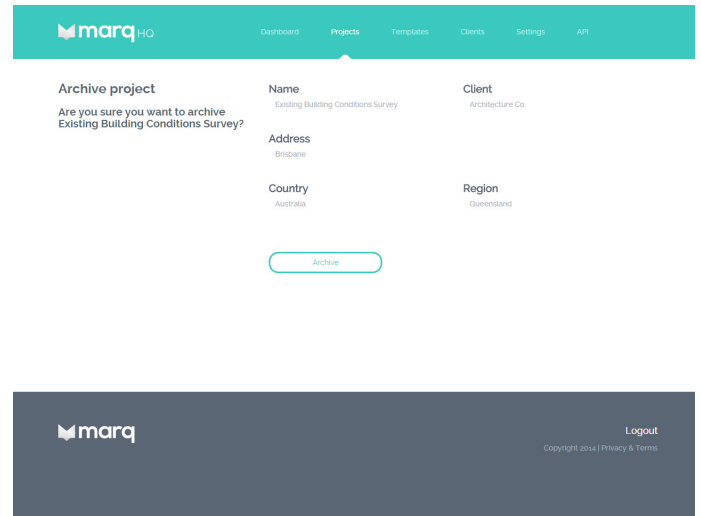 marq HQ
Dashboard Projects Templates Clients Settings API
Archive project
Are you sure you want to archive
Existing Building Conditions Survey?
Name
Existing Building Conditions Survey
Client
Architecture Co.
Address
Brisbane
Country
Australia
Region
Queensland
Archive
marq
Logout
Copyright 2014 | Privacy & Terms